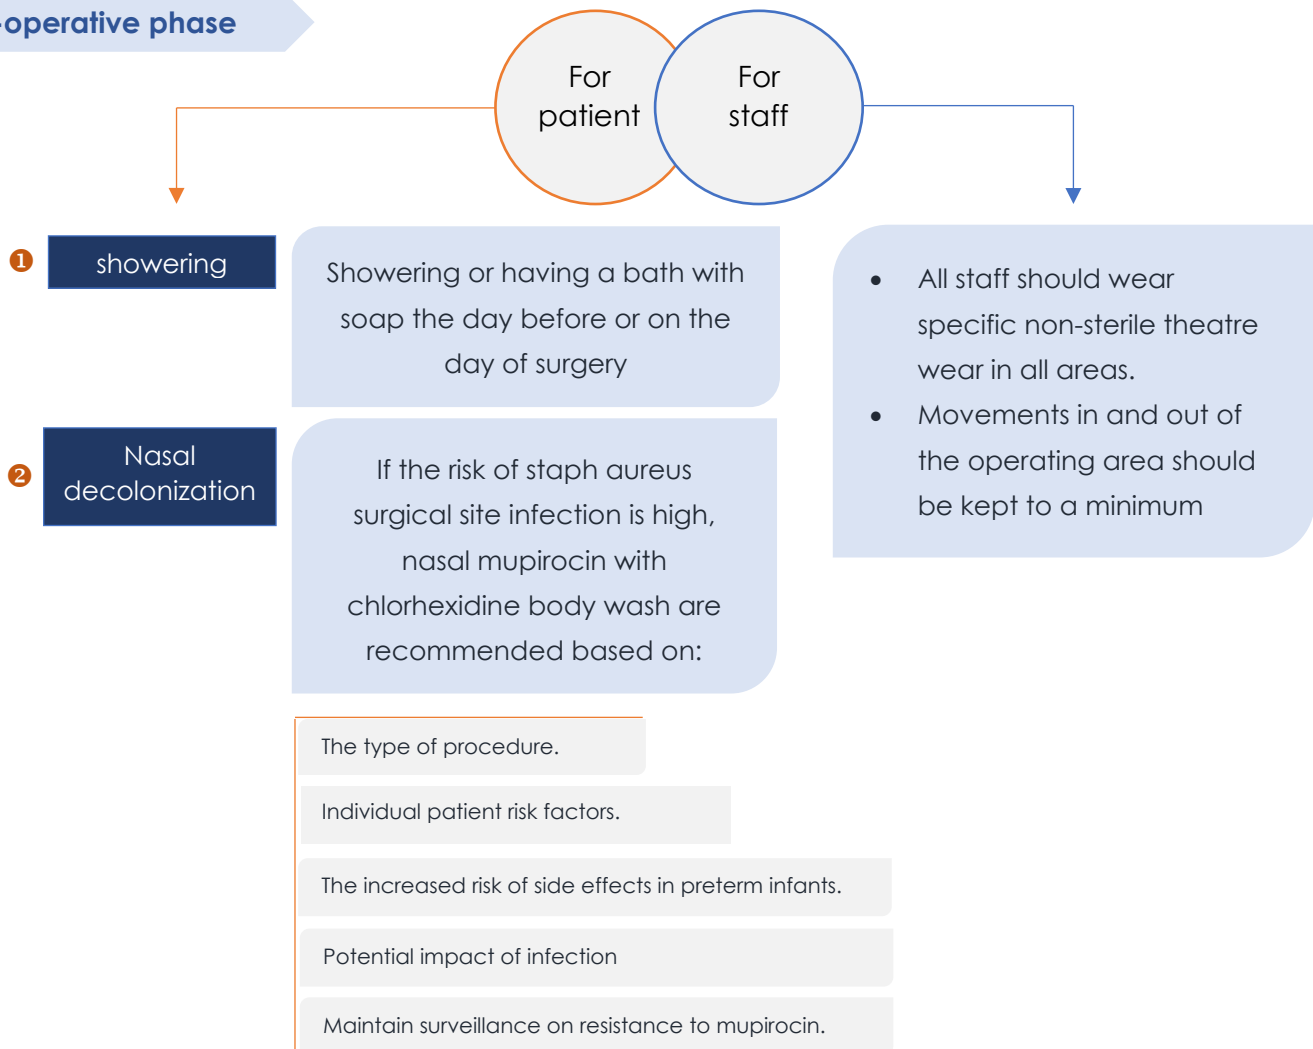 -operative phase
For
patient
For
staff
❶
showering
Showering or having a bath with
soap the day before or on the
day of surgery
❷
Nasal
decolonization
If the risk of staph aureus
surgical site infection is high,
nasal mupirocin with
chlorhexidine body wash are
recommended based on:
The type of procedure.
Individual patient risk factors.
The increased risk of side effects in preterm infants.
Potential impact of infection
Maintain surveillance on resistance to mupirocin.
• All staff should wear
specific non-sterile theatre
wear in all areas.
• Movements in and out of
the operating area should
be kept to a minimum